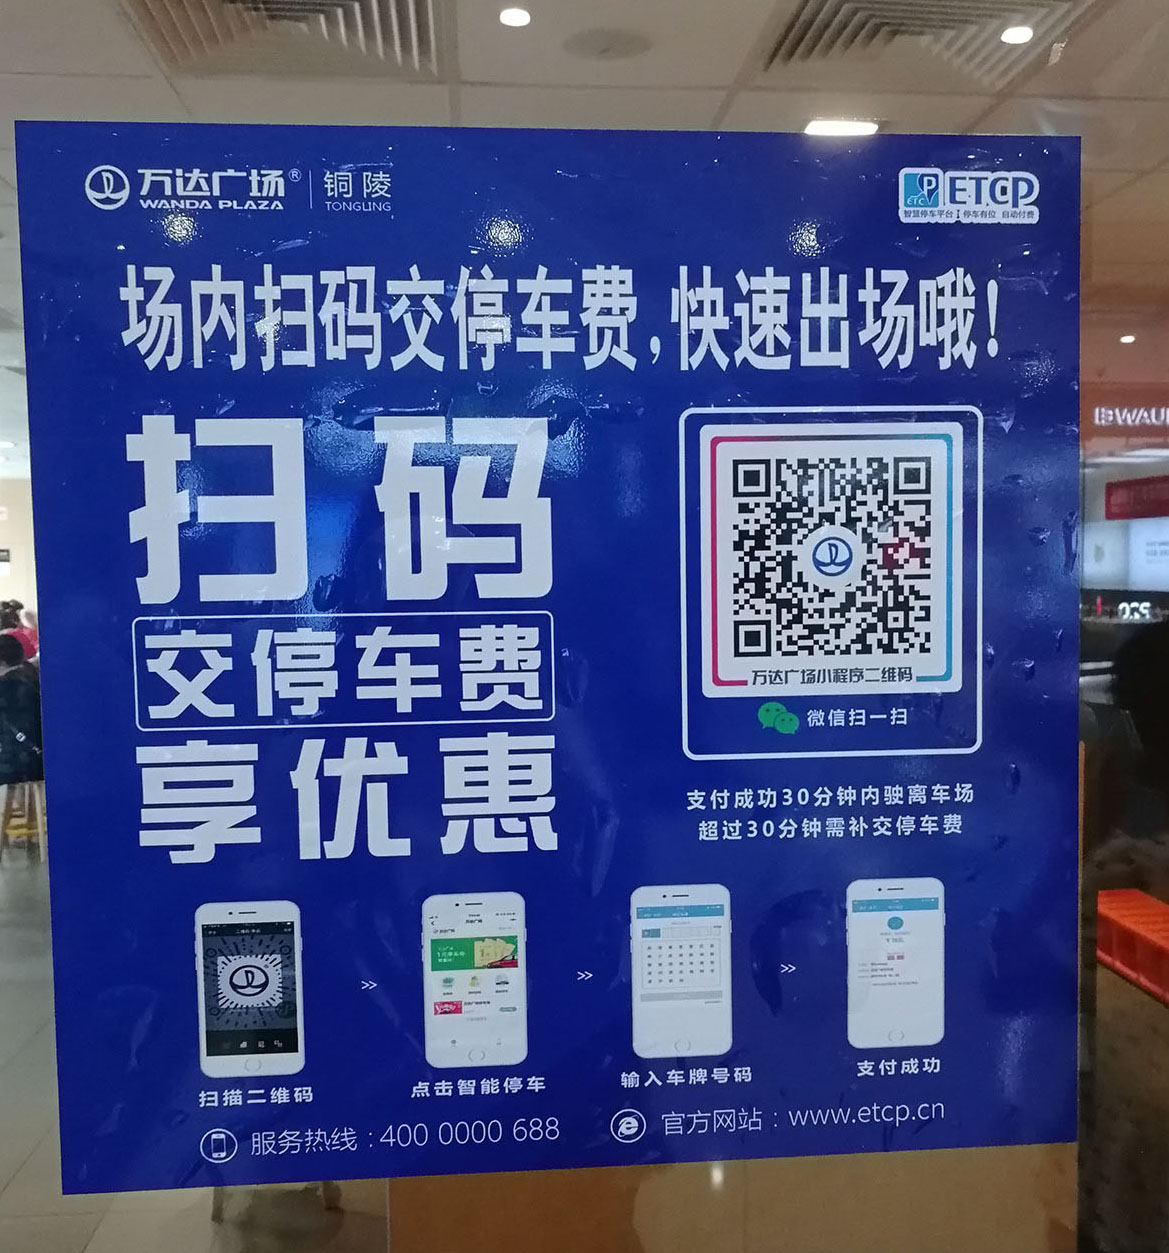 万达广场® 铜陵
WANDA PLAZA TONGLING
P ETCP
ETC
智慧停车平台 停车有位 自动付费
场内扫码交停车费,快速出场哦!
扫码
交停车费
享优惠
万达广场小程序二维码
微信扫一扫
支付成功30分钟内驶离车场
超过30分钟需补交停车费
扫描二维码
点击智能停车
输入车牌号码
支付成功
服务热线:400 0000 688
官方网站:www.etcp.cn